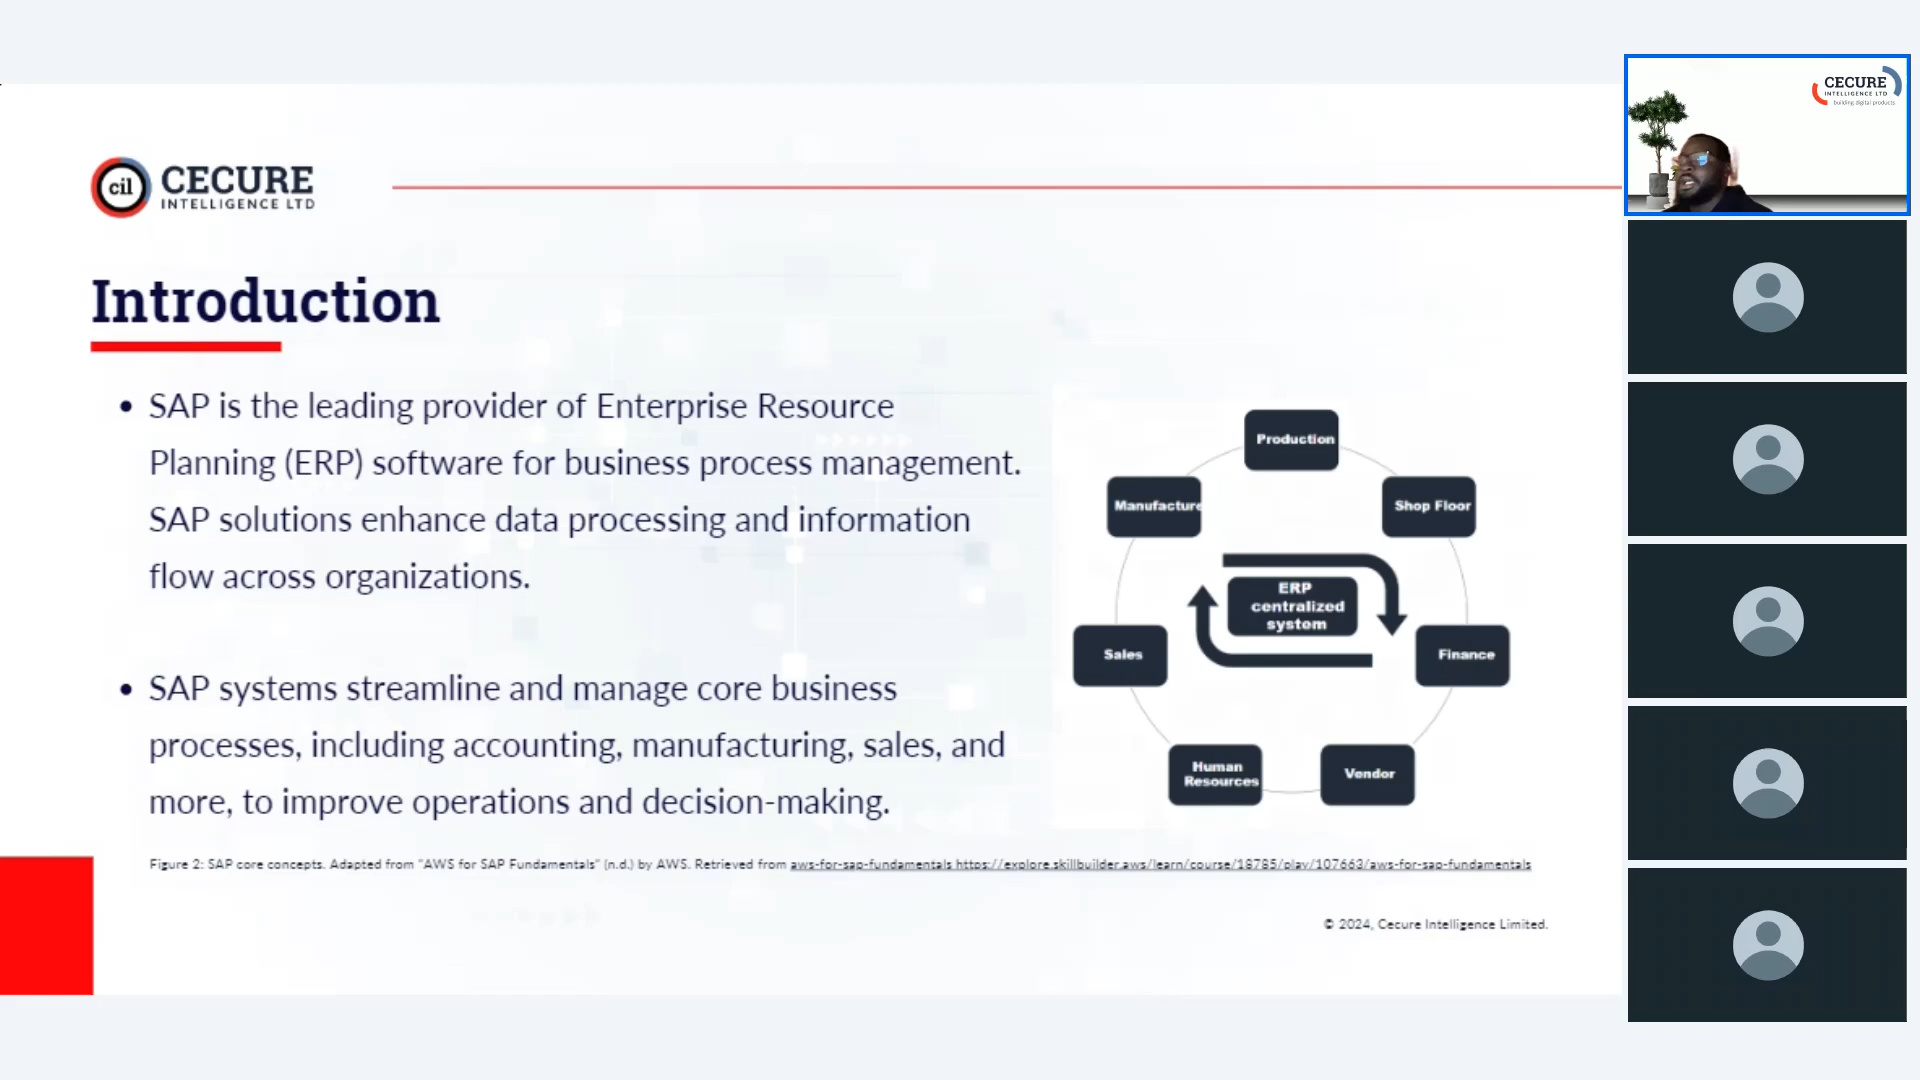 CECURE
INTELLIGENCE LTD
building digital products
cil
CECURE
INTELLIGENCE LTD
Introduction
• SAP is the leading provider of Enterprise Resource
Planning (ERP) software for business process management.
SAP solutions enhance data processing and information
flow across organizations.
• SAP systems streamline and manage core business
processes, including accounting, manufacturing, sales, and
more, to improve operations and decision-making.
Production
Manufacture
Shop Floor
ERP
centralized
system
Sales
Finance
Human
Resources
Vendor
Figure 2: SAP core concepts. Adapted from "AWS for SAP Fundamentals" (n.d.) by AWS. Retrieved from aws-for-sap-fundamentals https://explore.skillbuilder.aws/learn/course/18785/play/107663/aws-for-sap-fundamentals
© 2024, Cecure Intelligence Limited.